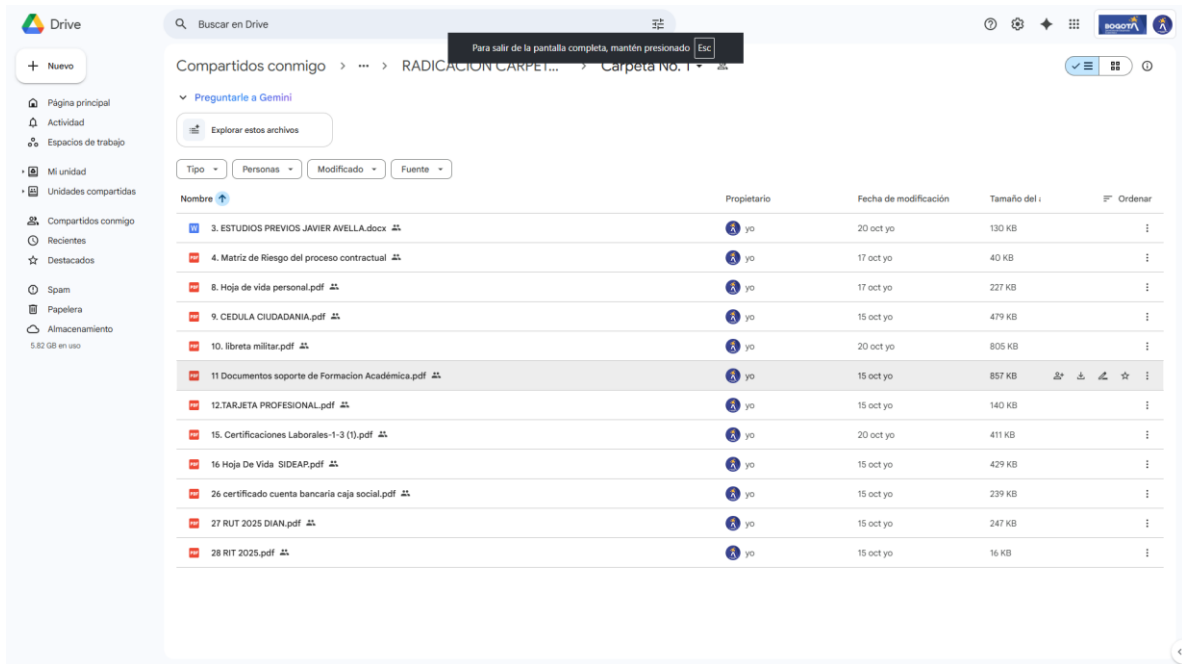 Drive
Buscar en Drive
BOGOTÁ
Para salir de la pantalla completa, mantén presionado Esc
Nuevo
Compartidos conmigo > ... > RADICACIÓN CARPET... > Carpeta No. 1
Preguntarle a Gemini
Página principal
Actividad
Explorar estos archivos
Espacios de trabajo
Mi unidad
Tipo Personas Modificado Fuente
Unidades compartidas
Nombre Propietario Fecha de modificación Tamaño del Ordenar
Compartidos conmigo
3. ESTUDIOS PREVIOS JAVIER AVELLA.docx yo 20 oct yo 130 KB
Recientes
Destacados
4. Matriz de Riesgo del proceso contractual yo 17 oct yo 40 KB
8. Hoja de vida personal.pdf yo 17 oct yo 227 KB
Spam
Papelera
9. CEDULA CIUDADANIA.pdf yo 15 oct yo 479 KB
Almacenamiento
5.82 GB en uso
10. libreta militar.pdf yo 20 oct yo 805 KB
11 Documentos soporte de Formacion Académica.pdf yo 15 oct yo 857 KB
12.TARJETA PROFESIONAL.pdf yo 15 oct yo 140 KB
15. Certificaciones Laborales-1-3 (1).pdf yo 20 oct yo 411 KB
16 Hoja De Vida SIDEAP.pdf yo 15 oct yo 429 KB
26 certificado cuenta bancaria caja social.pdf yo 15 oct yo 239 KB
27 RUT 2025 DIAN.pdf yo 15 oct yo 247 KB
28 RIT 2025.pdf yo 15 oct yo 16 KB